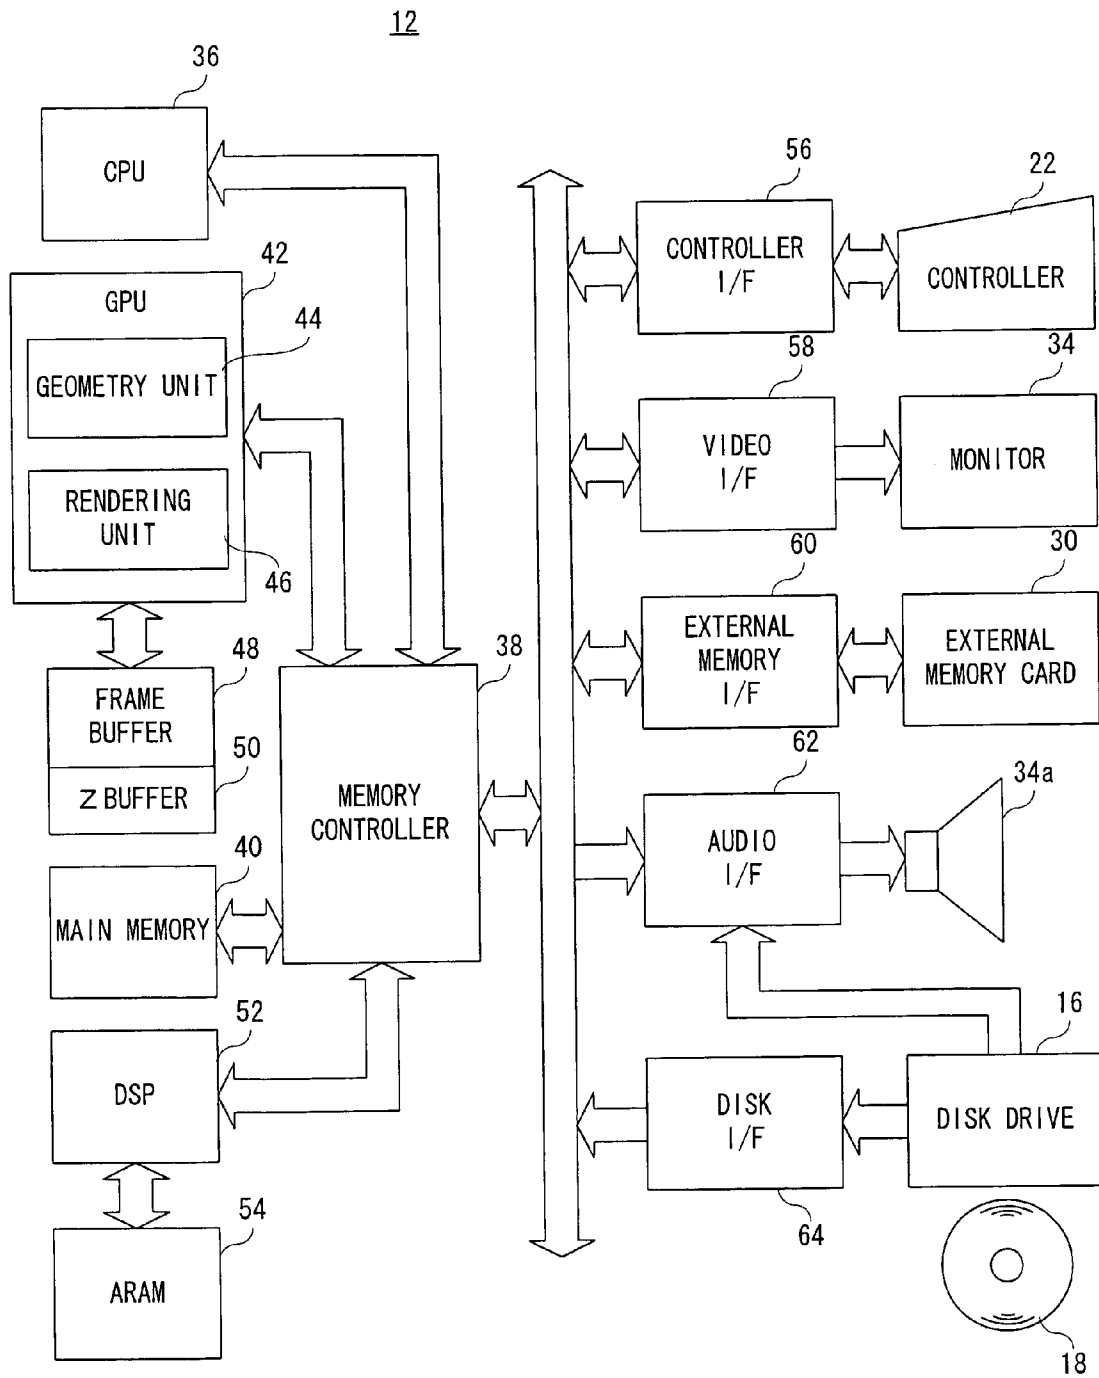 12
36
CPU
42
GPU
44
GEOMETRY UNIT
RENDERING
UNIT
46
48
FRAME
BUFFER
50
Z BUFFER
40
MAIN MEMORY
52
DSP
54
ARAM
38
MEMORY
CONTROLLER
56
CONTROLLER
I/F
22
CONTROLLER
58
VIDEO
I/F
34
MONITOR
60
EXTERNAL
MEMORY
I/F
30
EXTERNAL
MEMORY CARD
62
AUDIO
I/F
34a
16
DISK
I/F
64
DISK DRIVE
18